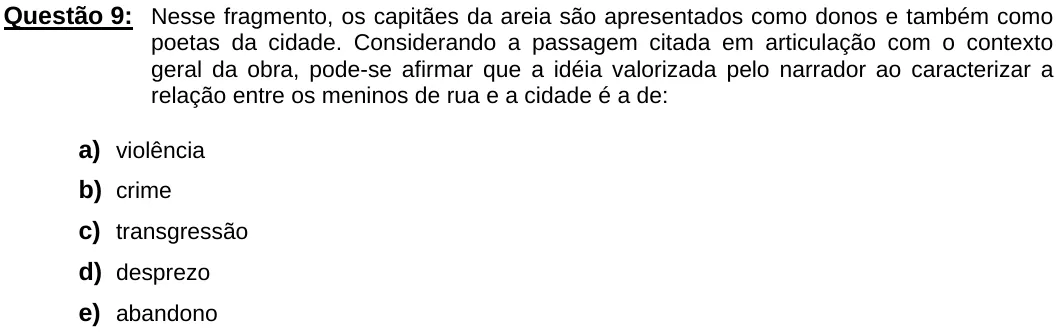 Questão 9: Nesse fragmento, os capitães da areia são apresentados como donos e também como
poetas da cidade. Considerando a passagem citada em articulação com o contexto
geral da obra, pode-se afirmar que a idéia valorizada pelo narrador ao caracterizar a
relação entre os meninos de rua e a cidade é a de:
a) violência
b) crime
c) transgressão
d) desprezo
e) abandono